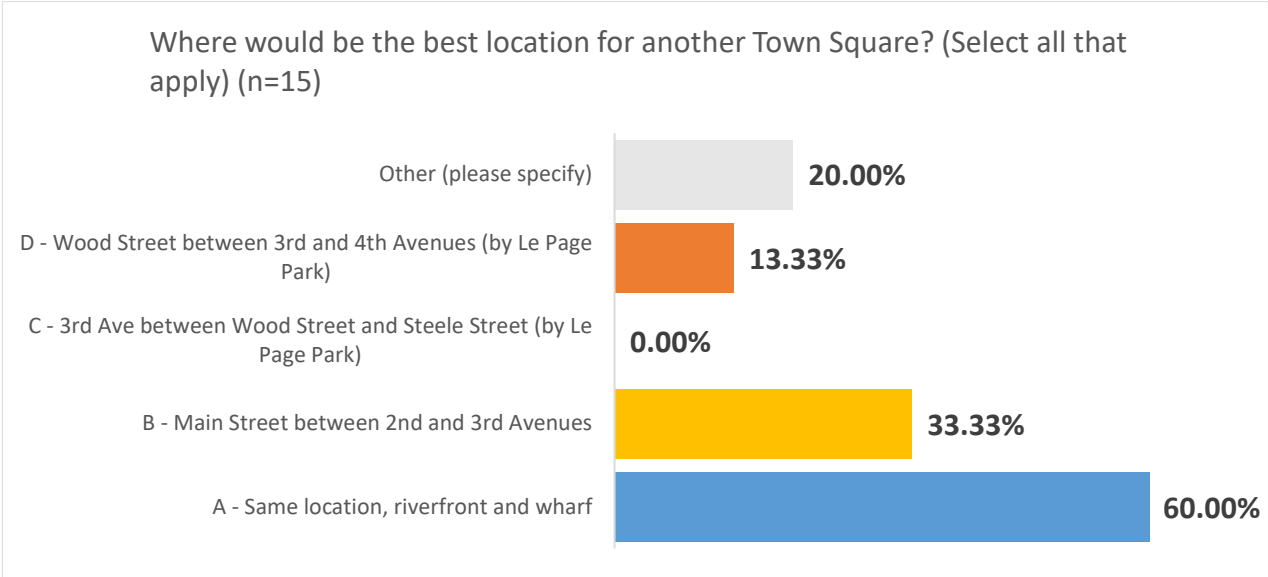 Where would be the best location for another Town Square? (Select all that
apply) (n=15)
Other (please specify)
20.00%
D - Wood Street between 3rd and 4th Avenues (by Le Page
Park)
13.33%
C - 3rd Ave between Wood Street and Steele Street (by Le
Page Park)
0.00%
B - Main Street between 2nd and 3rd Avenues
33.33%
A - Same location, riverfront and wharf
60.00%